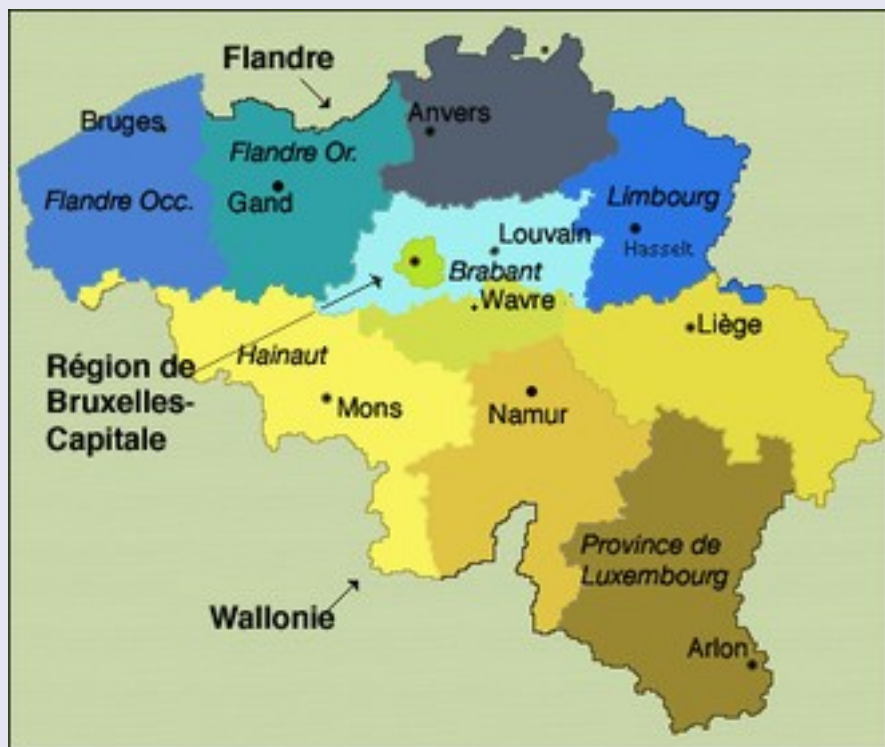 Flandre
Bruges
Anvers
Flandre Or.
Flandre Occ.
Gand
Limbourg
Louvain
Hasselt
Brabant
Wavre
Liège
Hainaut
Région de
Bruxelles-
Capitale
Mons
Namur
Province de
Luxembourg
Wallonie
Arlon